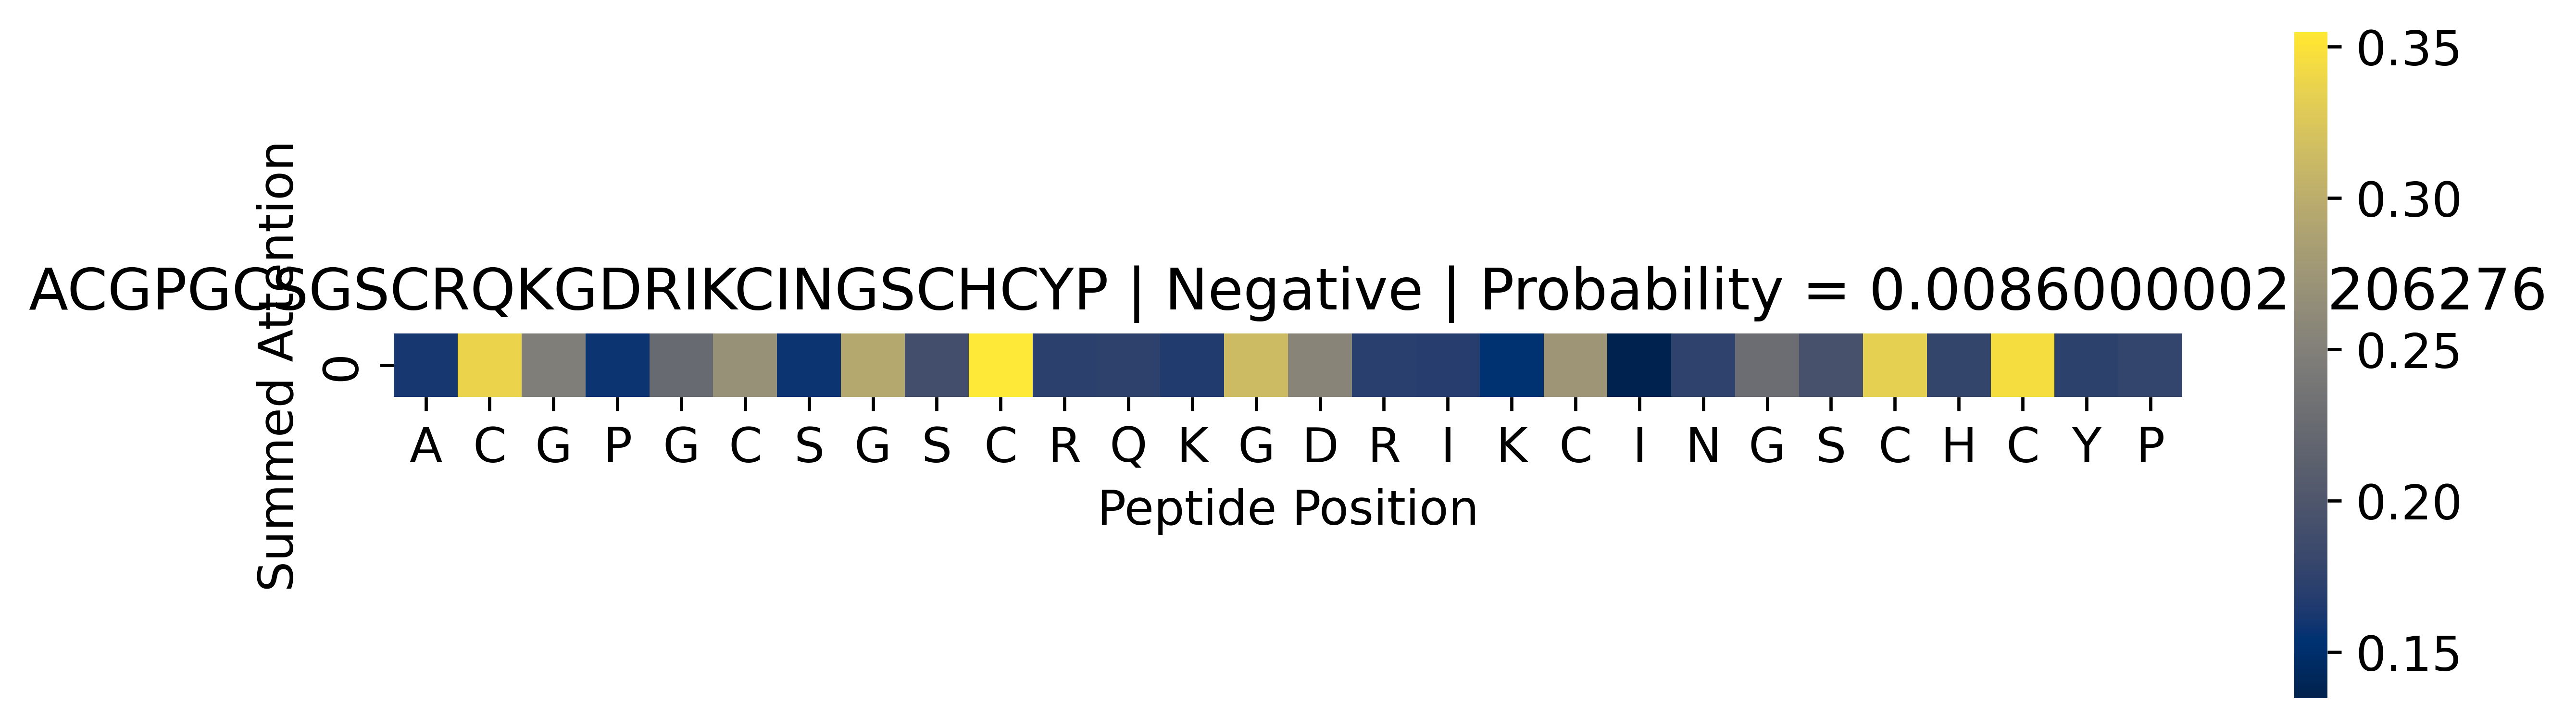 ACGPGCSGSCRQKGDRIKCINGSCHCYP | Negative | Probability = 0.0086000002 206276
Summed Attention
0
A C G P G C S G S C R Q K G D R I K C I N G S C H C Y P
Peptide Position
0.35
0.30
0.25
0.20
0.15